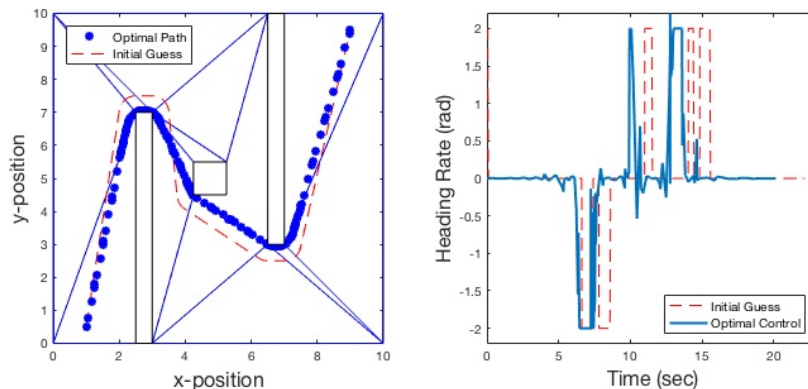 10
9
8
7
6
5
4
3
2
1
0
y-position
Optimal Path
Initial Guess
0 2 4 6 8 10
x-position
2
1.5
1
0.5
0
-0.5
-1
-1.5
-2
Heading Rate (rad)
Initial Guess
Optimal Control
0 5 10 15 20
Time (sec)